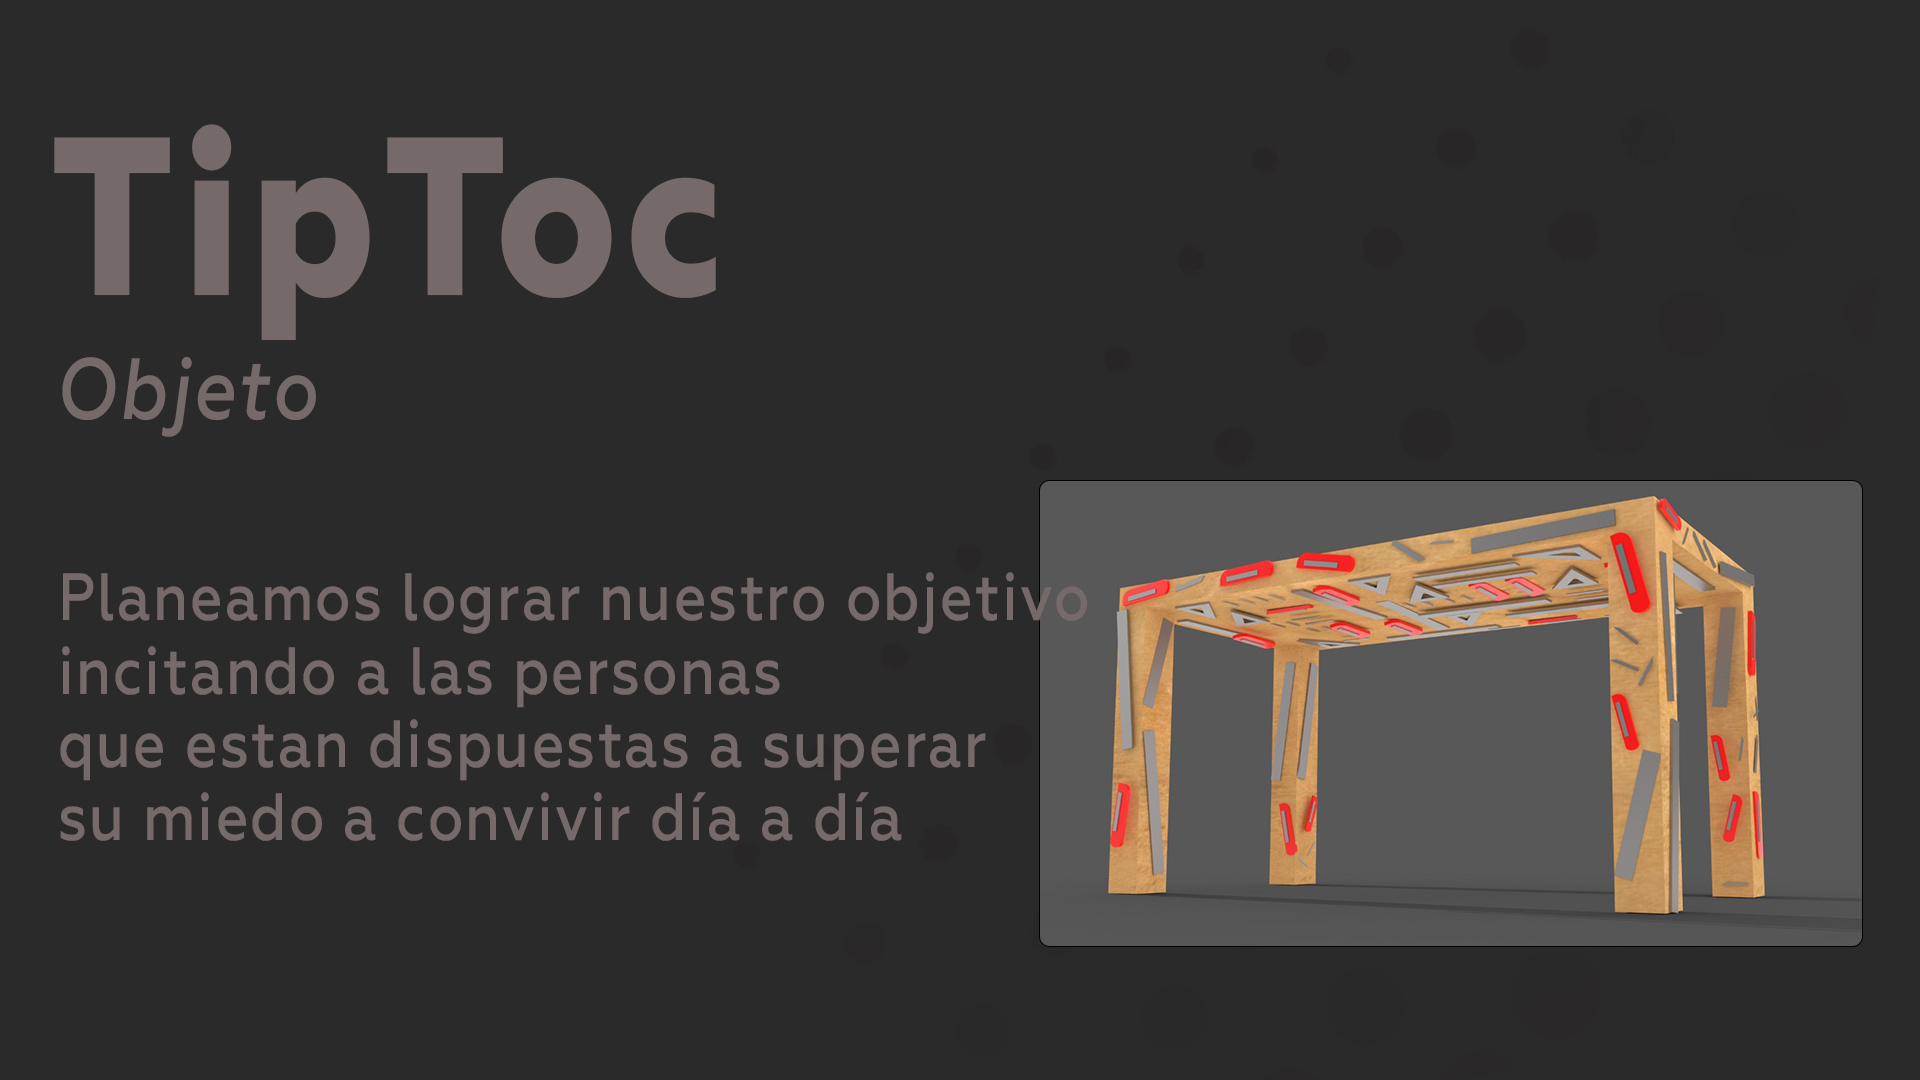 TipToc
Objeto
Planeamos lograr nuestro objetivo
incitando a las personas
que estan dispuestas a superar
su miedo a convivir día a día